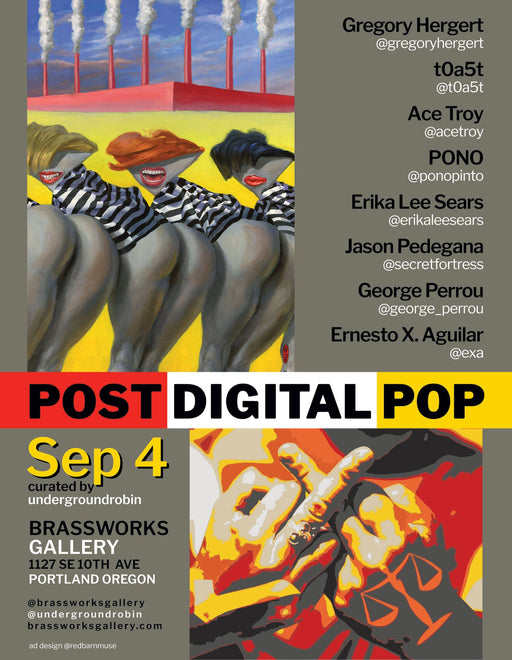 Gregory Hergert
@gregoryhergert
t0a5t
@t0a5t
Ace Troy
@acetroy
PONO
@ponopinto
Erika Lee Sears
@erikaleesears
Jason Pedegana
@secretfortress
George Perrou
@george_perrou
Ernesto X. Aguilar
@exa
POST DIGITAL POP
Sep 4
curated by
undergroundrobin
BRASSWORKS
GALLERY
1127 SE 10TH AVE
PORTLAND OREGON
@brassworksgallery
@undergroundrobin
brassworksgallery.com
ad design @redbarnmuse